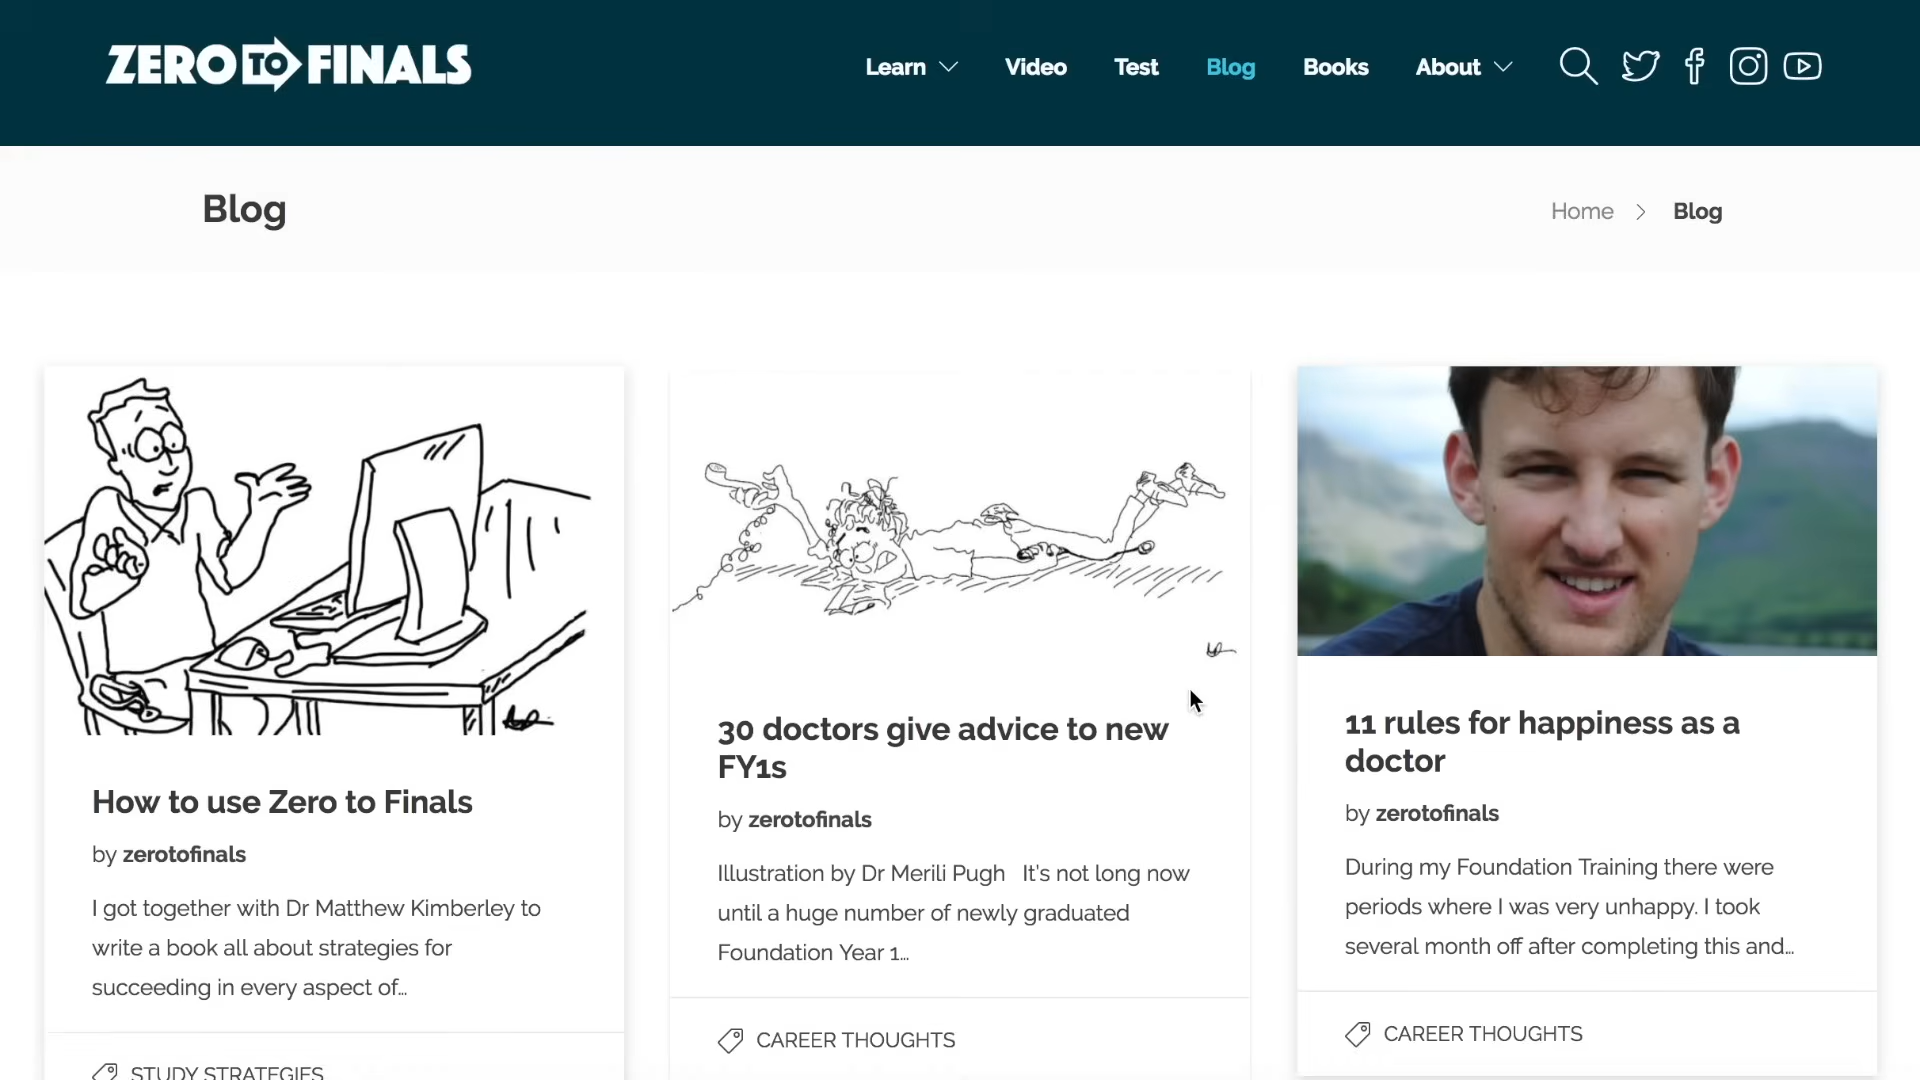 ZERO TO FINALS
Learn Video Test Blog Books About
Blog
Home > Blog
How to use Zero to Finals
by zerotofinals
I got together with Dr Matthew Kimberley to
write a book all about strategies for
succeeding in every aspect of...
STUDY STRATEGIES
30 doctors give advice to new
FY1s
by zerotofinals
Illustration by Dr Merili Pugh It's not long now
until a huge number of newly graduated
Foundation Year 1...
CAREER THOUGHTS
11 rules for happiness as a
doctor
by zerotofinals
During my Foundation Training there were
periods where I was very unhappy. I took
several month off after completing this and...
CAREER THOUGHTS